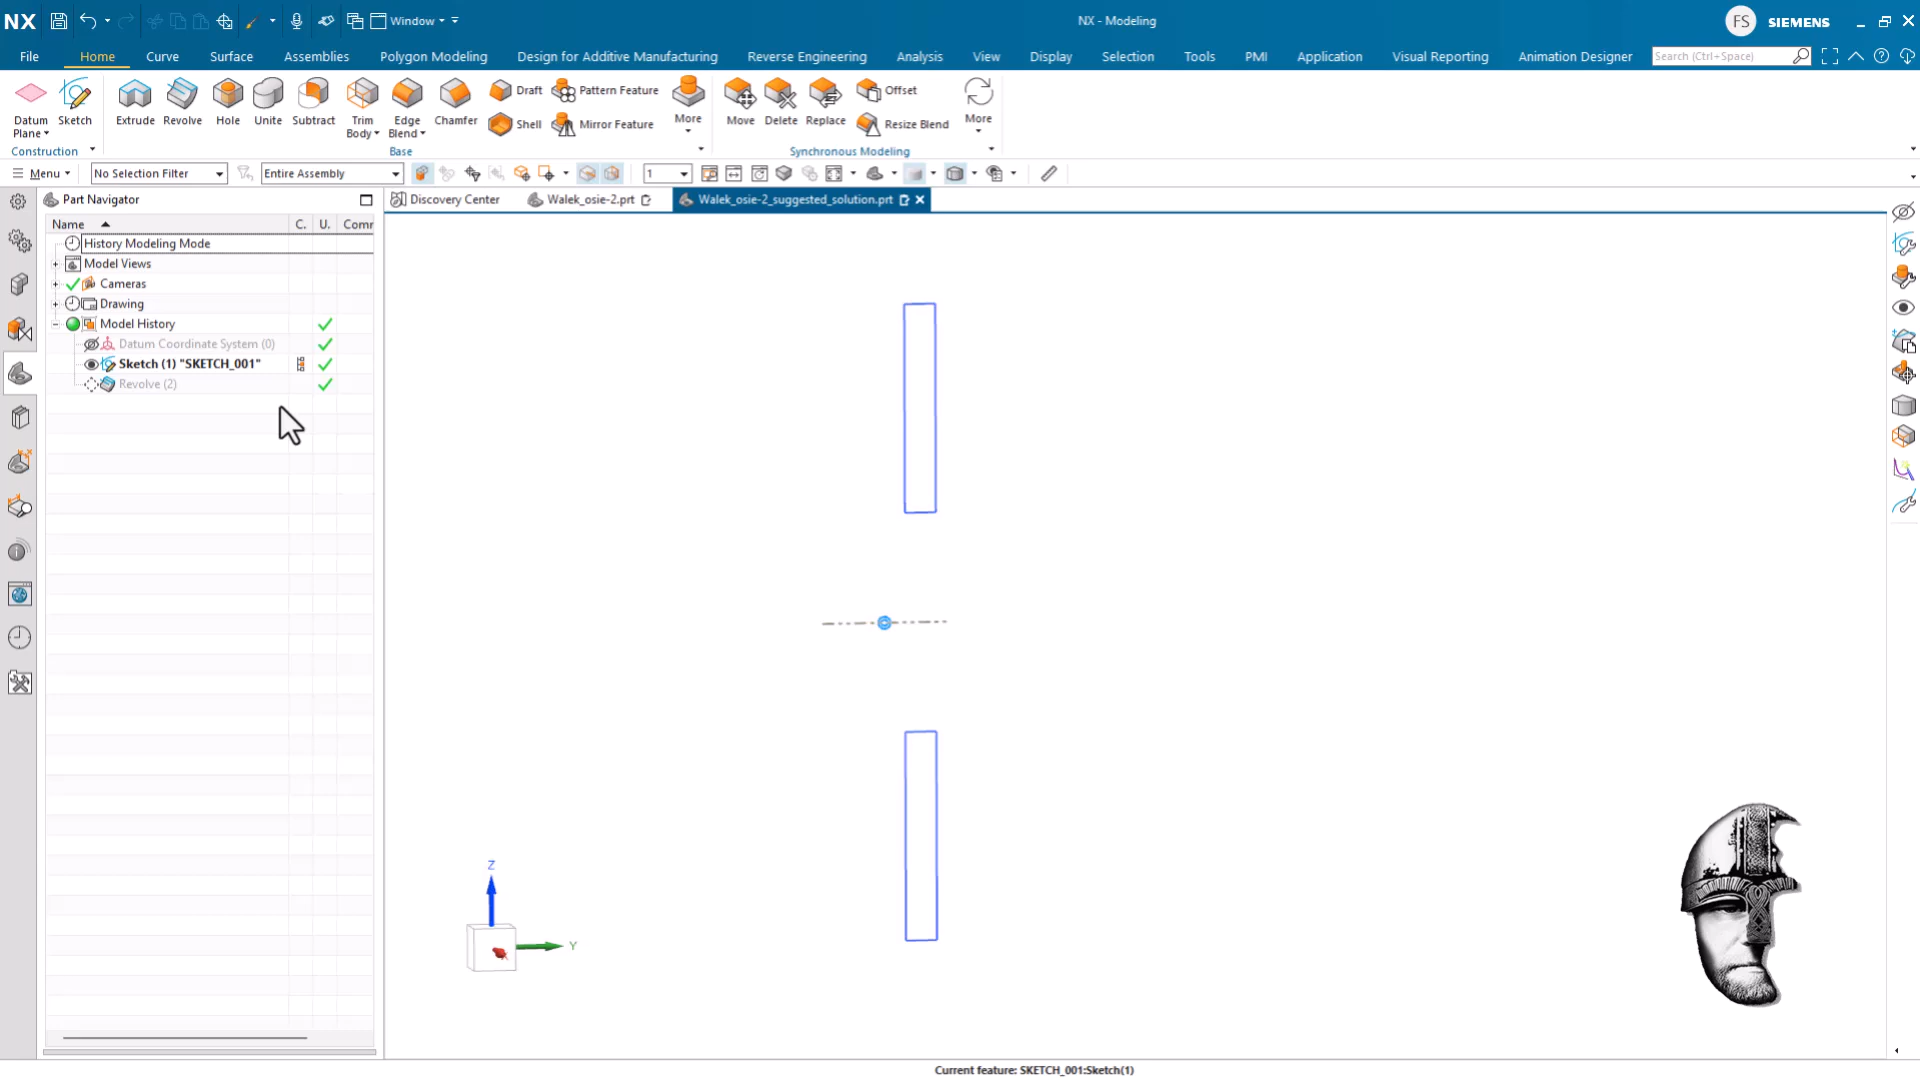 NX
Window
NX - Modeling
FS
SIEMENS
File
Home
Curve
Surface
Assemblies
Polygon Modeling
Design for Additive Manufacturing
Reverse Engineering
Analysis
View
Display
Selection
Tools
PMI
Application
Visual Reporting
Animation Designer
Search (Ctrl+Space)
Datum Plane
Sketch
Extrude
Revolve
Hole
Unite
Subtract
Trim Body
Edge Blend
Chamfer
Draft
Shell
Pattern Feature
Mirror Feature
More
Move
Delete
Replace
Offset
Resize Blend
More
Construction
Base
Synchronous Modeling
Menu
No Selection Filter
Entire Assembly
1
Part Navigator
Discovery Center
Walek_osie-2.prt
Walek_osie-2_suggested_solution.prt
Name
C.
U.
Comm
History Modeling Mode
Model Views
Cameras
Drawing
Model History
Datum Coordinate System (0)
Sketch (1) "SKETCH_001"
Revolve (2)
Z
Y
Current feature: SKETCH_001:Sketch(1)